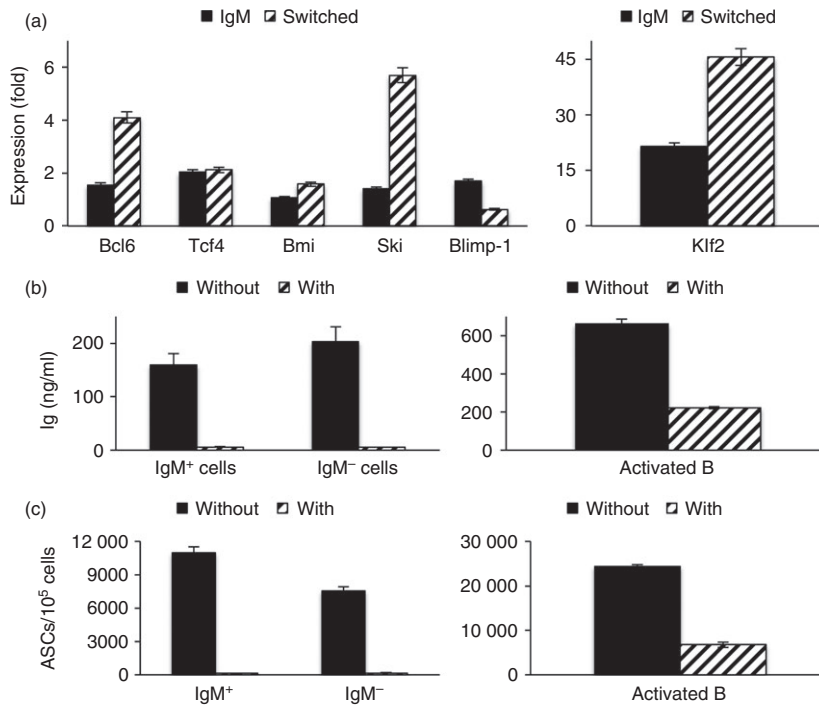 (a)
IgM Switched
Expression (fold)
6
4
2
0
Bcl6 Tcf4 Bmi Ski Blimp-1
IgM Switched
45
30
15
0
Klf2
(b)
Without With
Ig (ng/ml)
200
100
0
IgM⁺ cells IgM⁻ cells
Without With
600
400
200
0
Activated B
(c)
Without With
ASCs/10⁵ cells
12 000
9000
6000
3000
0
IgM⁺ IgM⁻
Without With
30 000
20 000
10 000
0
Activated B